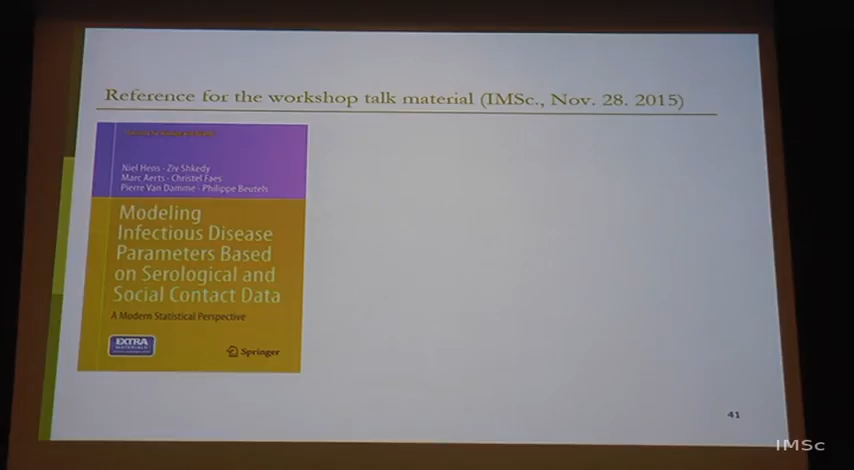 Reference for the workshop talk material (IMSc., Nov. 28. 2015)
Niel Hens · Ziv Shkedy
Marc Aerts · Christel Faes
Pierre Van Damme · Philippe Beutels
Modeling
Infectious Disease
Parameters Based
on Serological and
Social Contact Data
A Modern Statistical Perspective
EXTRA
Springer
41
IMSc